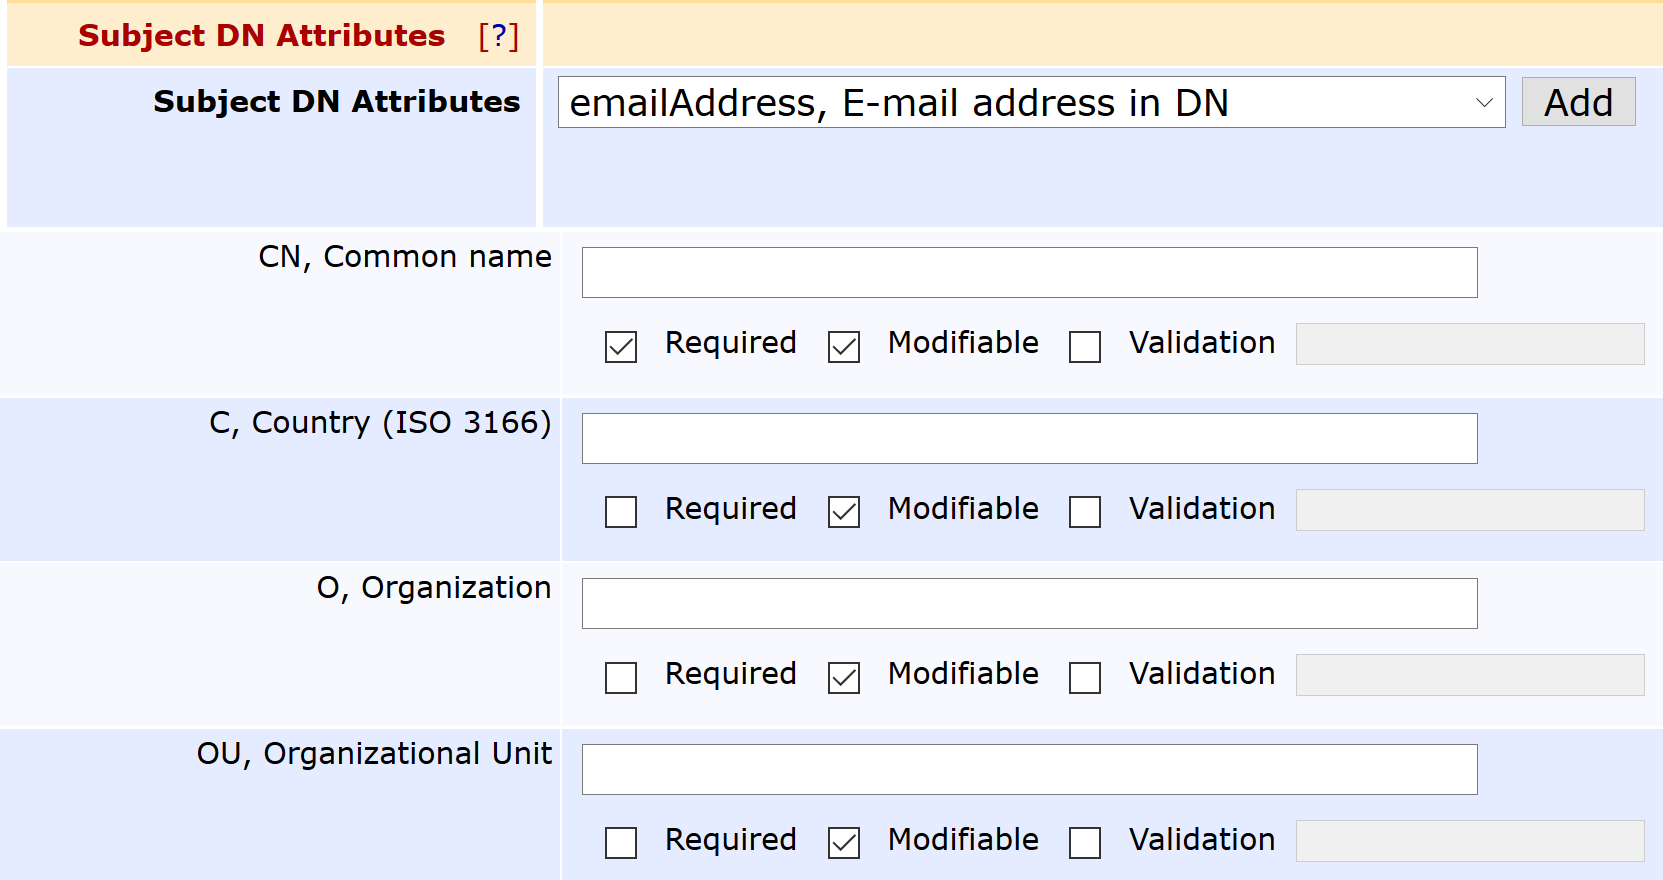 Subject DN Attributes [?]
Subject DN Attributes emailAddress, E-mail address in DN Add
CN, Common name
Required Modifiable Validation
C, Country (ISO 3166)
Required Modifiable Validation
O, Organization
Required Modifiable Validation
OU, Organizational Unit
Required Modifiable Validation